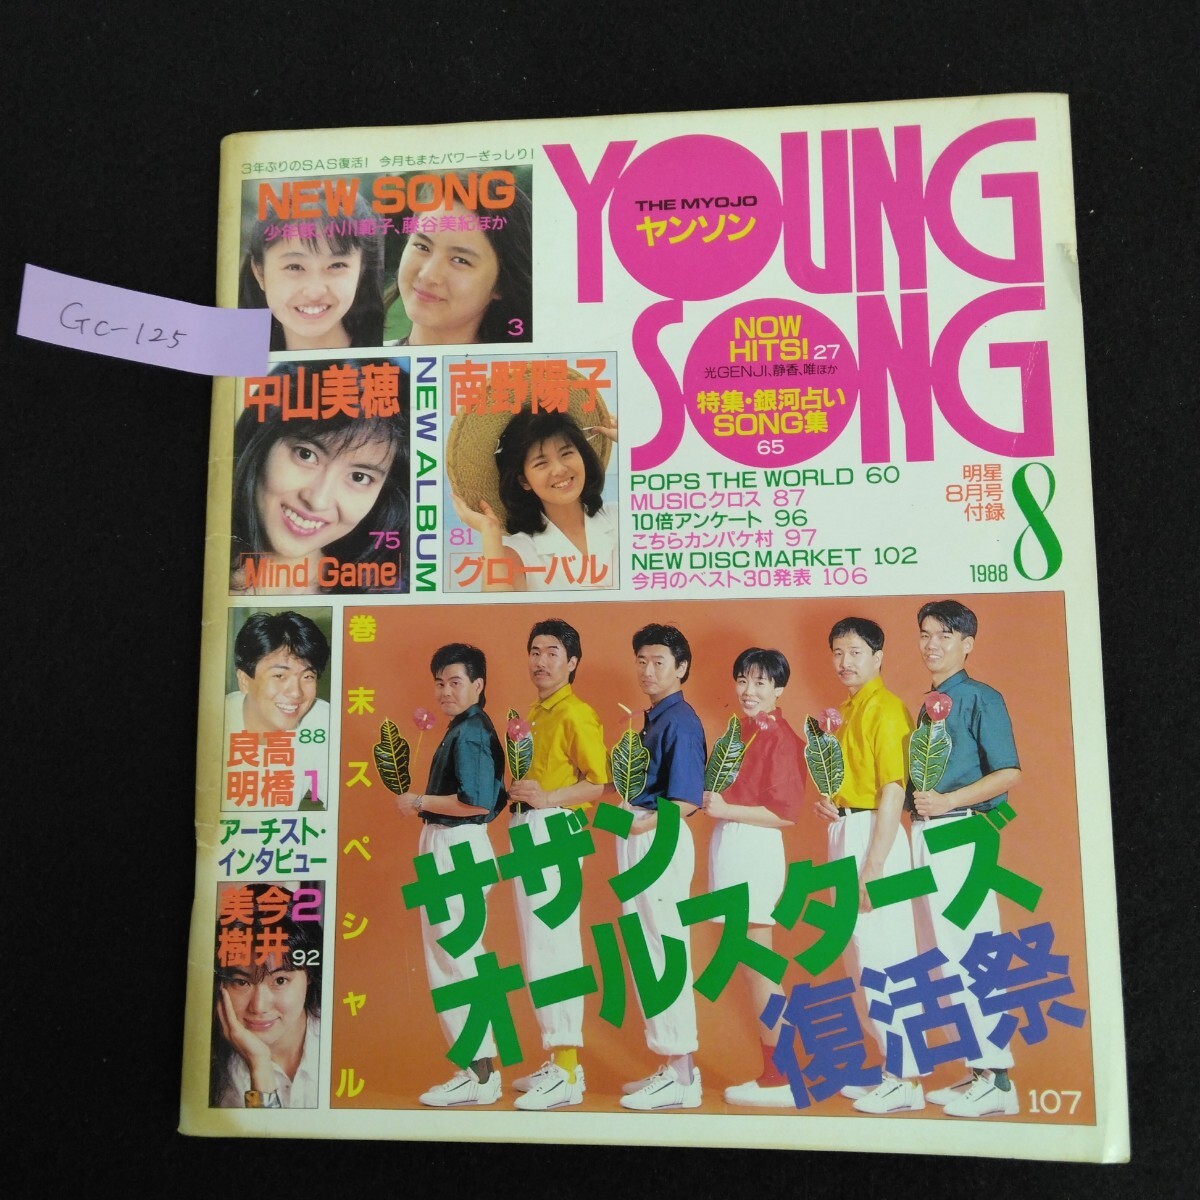 3年ぶりのSAS復活! 今月もまたパワーぎっしり!
NEW SONG
少年隊、小川範子、藤谷美紀ほか
3
YOUNG SONG
THE MYOJO
ヤンソン
NOW
HITS! 27
光GENJI、静香、唯ほか
特集・銀河占い
SONG集
65
GC-125
中山美穂
75
Mind Game
NEW ALBUM
南野陽子
81
グローバル
POPS THE WORLD 60
MUSICクロス 87
10倍アンケート 96
こちらカンパケ村 97
NEW DISC MARKET 102
今月のベスト30発表 106
明星
8月号
付録
1988
8
高橋
良明
88
1
アーチスト・
インタビュー
今井
美樹
2
92
巻末スペシャル
サザン
オールスターズ
復活祭
107